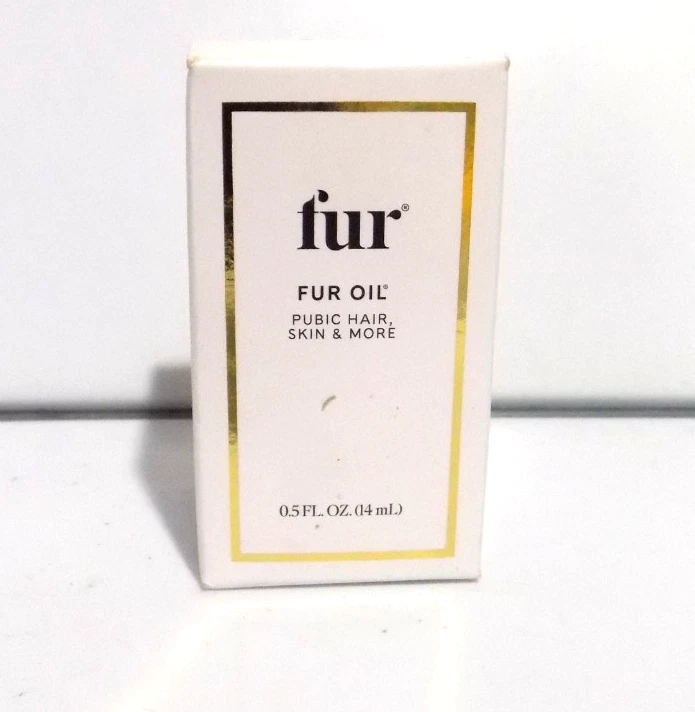 fur®
FUR OIL®
PUBIC HAIR,
SKIN & MORE
0.5 FL. OZ. (14 mL)